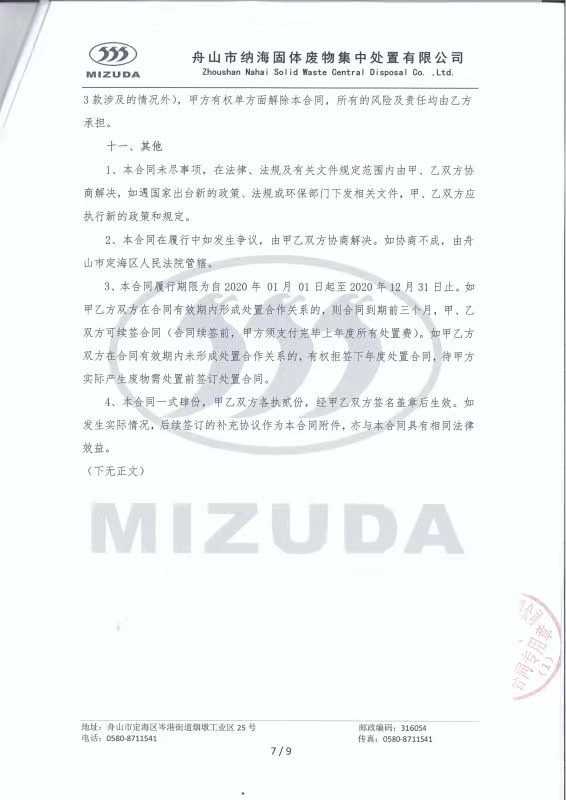 MIZUDA
舟山市纳海固体废物集中处置有限公司
Zhoushan Nahai Solid Waste Central Disposal Co. ,Ltd.
3 款涉及的情况外），甲方有权单方面解除本合同，所有的风险及责任均由乙方
承担。
十一、其他
1、本合同未尽事项，在法律、法规及有关文件规定范围内由甲、乙双方协
商解决，如遇国家出台新的政策、法规或环保部门下发相关文件，甲、乙双方应
执行新的政策和规定。
2、本合同在履行中如发生争议，由甲乙双方协商解决。如协商不成，由舟
山市定海区人民法院管辖。
3、本合同履行期限为自 2020 年 01 月 01 日起至 2020 年 12 月 31 日止。如
甲乙方双方在合同有效期内形成处置合作关系的，则合同到期前三个月，甲、乙
双方可续签合同（合同续签前，甲方须支付完毕上年度所有处置费）。如甲乙方
双方在合同有效期内未形成处置合作关系的，有权拒签下年度处置合同，待甲方
实际产生废物需处置前签订处置合同。
4、本合同一式肆份，甲乙双方各执贰份，经甲乙双方签名盖章后生效。如
发生实际情况，后续签订的补充协议作为本合同附件，亦与本合同具有相同法律
效益。
（下无正文）
MIZUDA
合同专用章
(1)
地址：舟山市定海区岑港街道烟墩工业区 25 号
邮政编码：316054
电话：0580-8711541
传真：0580-8711541
7 / 9